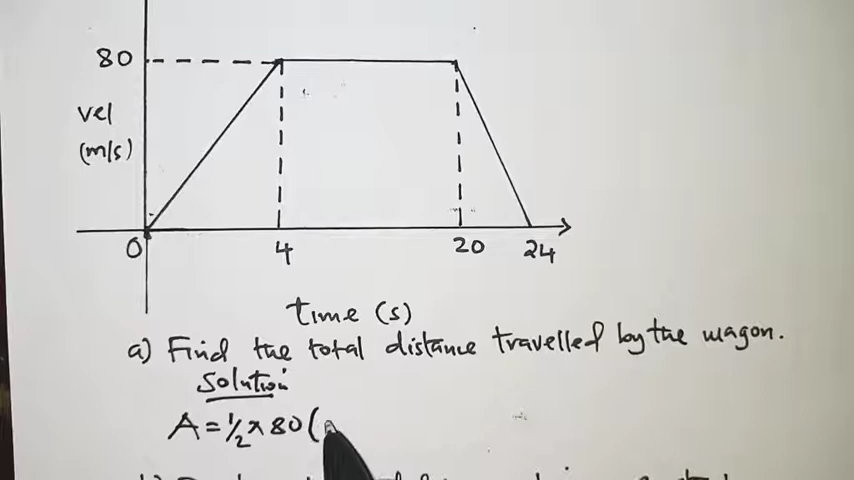 80
vel
(m/s)
0 4 20 24
time (s)
a) Find the total distance travelled by the wagon.
Solution
A = 1/2 x 80 (